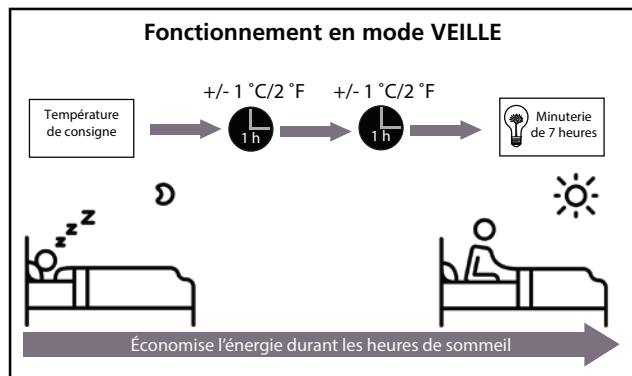 Fonctionnement en mode VEILLE
+/- 1 ˚C/2 ˚F
+/- 1 ˚C/2 ˚F
Température
de consigne
1 h
1 h
Minuterie
de 7 heures
z z z Z
Économise l’énergie durant les heures de sommeil